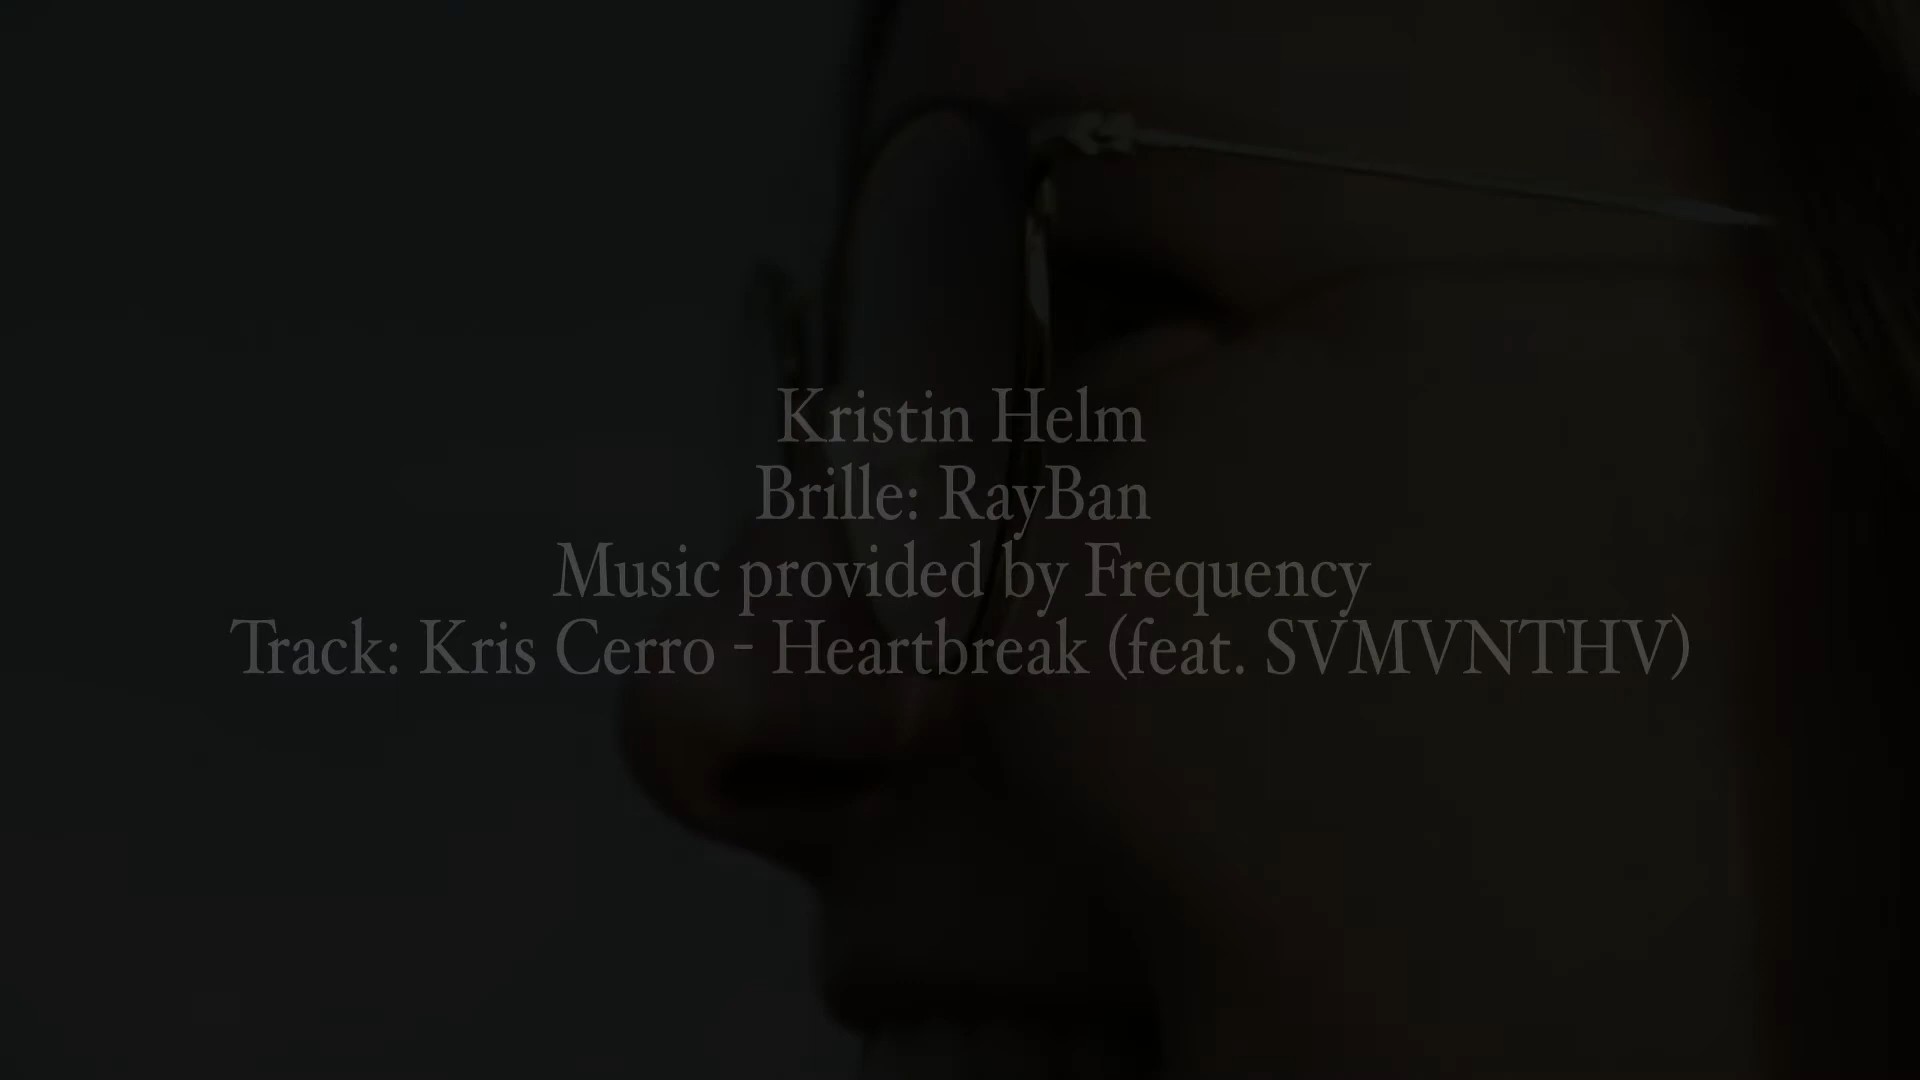 Kristin Helm
Brille: RayBan
Music provided by Frequency
Track: Kris Cerro - Heartbreak (feat. SVMVNTHV)